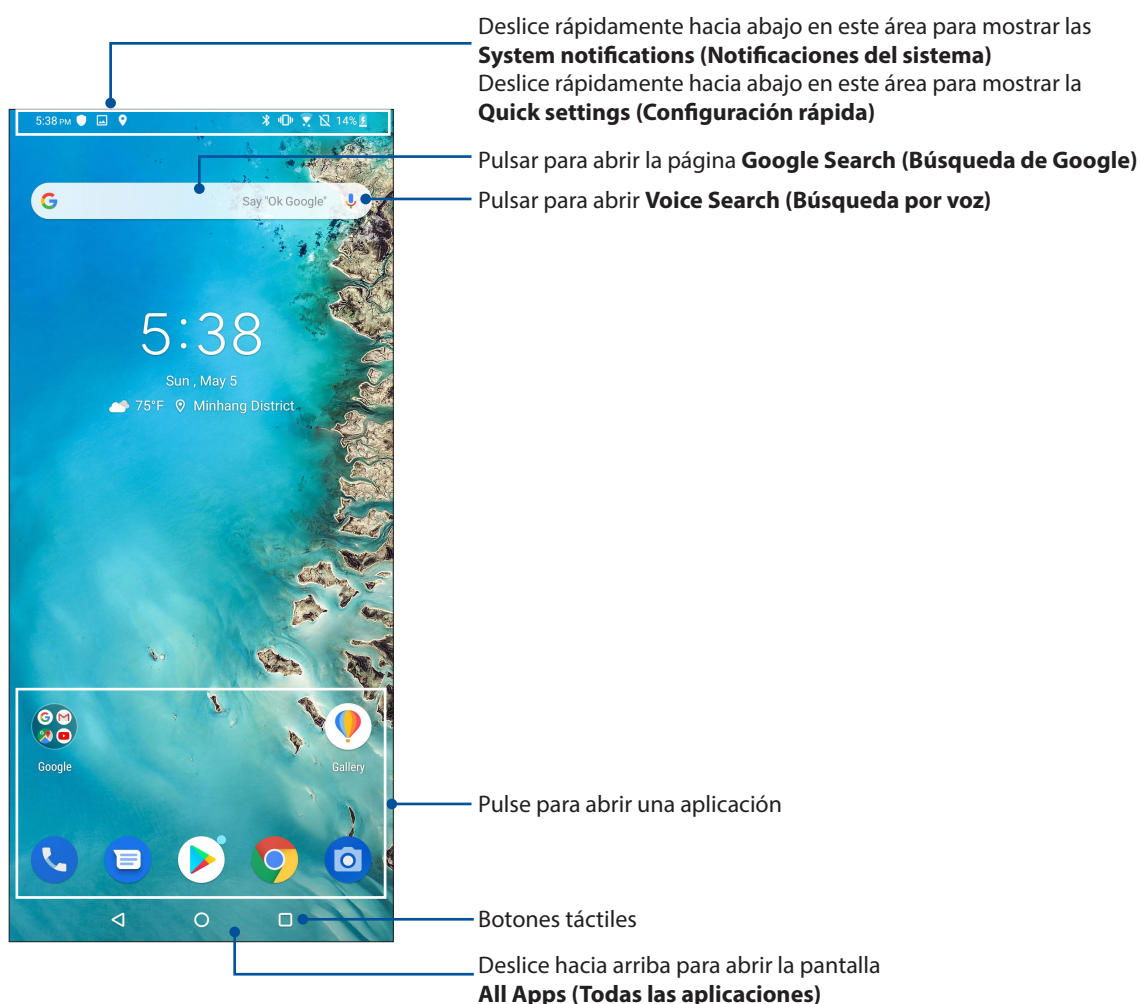 Deslice rápidamente hacia abajo en este área para mostrar las
System notifications (Notificaciones del sistema)
Deslice rápidamente hacia abajo en este área para mostrar la
Quick settings (Configuración rápida)
5:38 PM
14%
Pulsar para abrir la página Google Search (Búsqueda de Google)
Say "Ok Google"
Pulsar para abrir Voice Search (Búsqueda por voz)
5:38
Sun , May 5
75°F Minhang District
Google
Gallery
Pulse para abrir una aplicación
Botones táctiles
Deslice hacia arriba para abrir la pantalla
All Apps (Todas las aplicaciones)